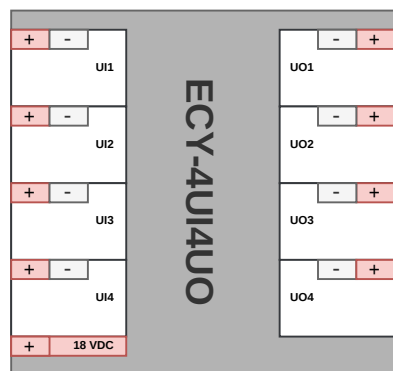 + -
UI1
+ -
UI2
+ -
UI3
+ -
UI4
+ 18 VDC
ECY-4UI4UO
- +
UO1
- +
UO2
- +
UO3
- +
UO4